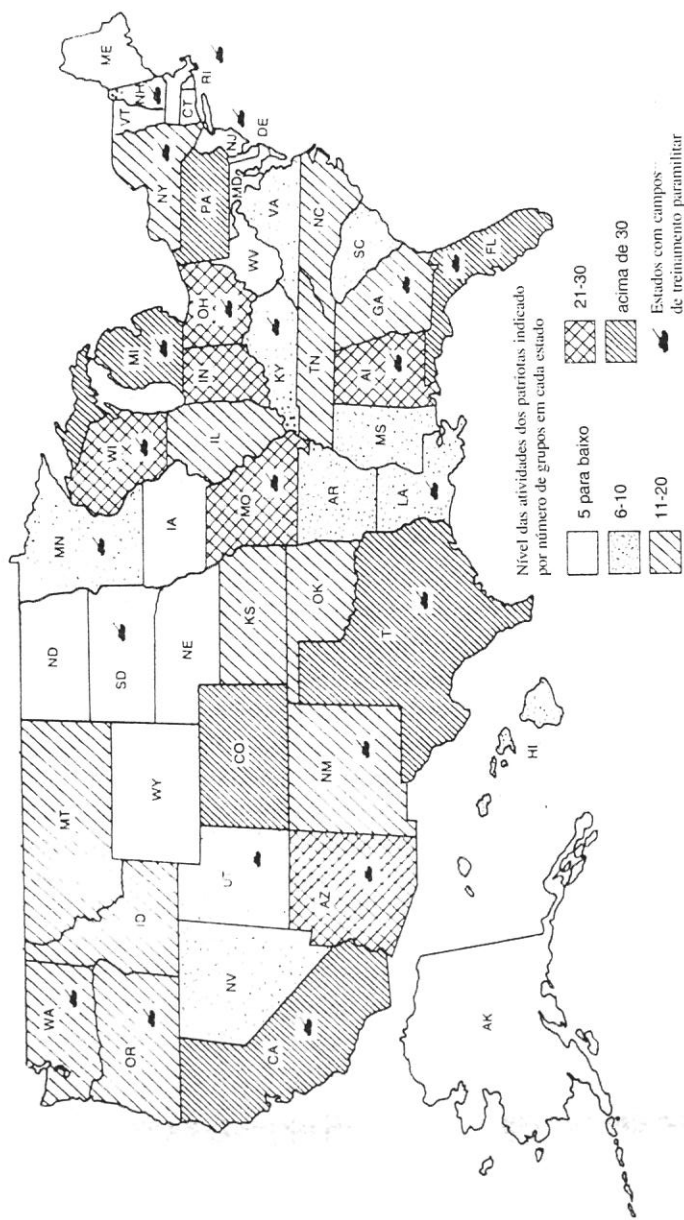 ME
VT
NH
RI
CT
NY
NJ
DE
PA
MD
VA
WV
NC
SC
OH
MI
IN
KY
TN
GA
FL
Al
MS
WI
IL
MN
IA
MO
AR
LA
ND
SD
NE
KS
OK
T
MT
WY
CO
NM
ID
UT
AZ
WA
OR
NV
CA
AK
HI
Nível das atividades dos patriotas indicado
por número de grupos em cada estado
5 para baixo
6-10
11-20
21-30
acima de 30
Estados com campos
de treinamento paramilitar